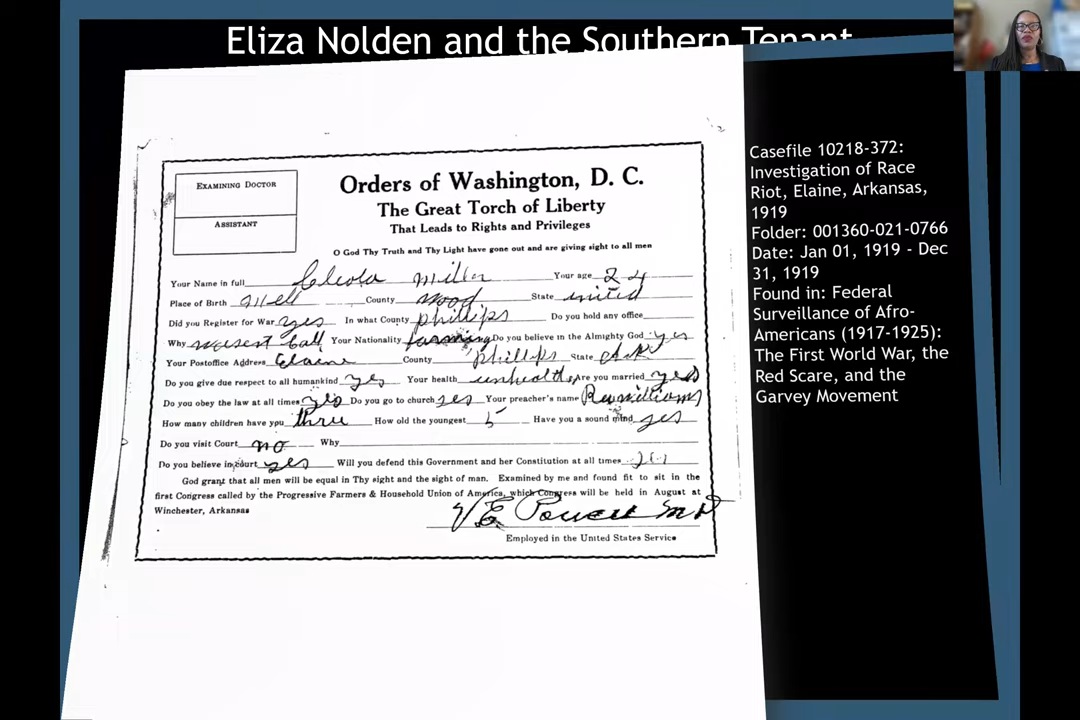 Eliza Nolden and the Southern Tenant
Examining Doctor
Assistant
Orders of Washington, D. C.
The Great Torch of Liberty
That Leads to Rights and Privileges
O God Thy Truth and Thy Light have gone out and are giving sight to all men
Your Name in full Cleola Miller Your age 24
Place of Birth County Wood State united
Did you Register for War yes In what County phillips Do you hold any office
Why wasent Call Your Nationality farming Do you believe in the Almighty God yes
Your Postoffice Address Elaine County phillips State Ark
Do you give due respect to all humankind yes Your health unhealth Are you married yes
Do you obey the law at all times yes Do you go to church yes Your preacher's name Rev williams
How many children have you three How old the youngest 5 Have you a sound mind yes
Do you visit Court no Why
Do you believe in court yes Will you defend this Government and her Constitution at all times
God grant that all men will be equal in Thy sight and the sight of man. Examined by me and found fit to sit in the
first Congress called by the Progressive Farmers & Household Union of America, which Congress will be held in August at
Winchester, Arkansas
V E Powell M D
Employed in the United States Service
Casefile 10218-372:
Investigation of Race
Riot, Elaine, Arkansas,
1919
Folder: 001360-021-0766
Date: Jan 01, 1919 - Dec
31, 1919
Found in: Federal
Surveillance of Afro-
Americans (1917-1925):
The First World War, the
Red Scare, and the
Garvey Movement